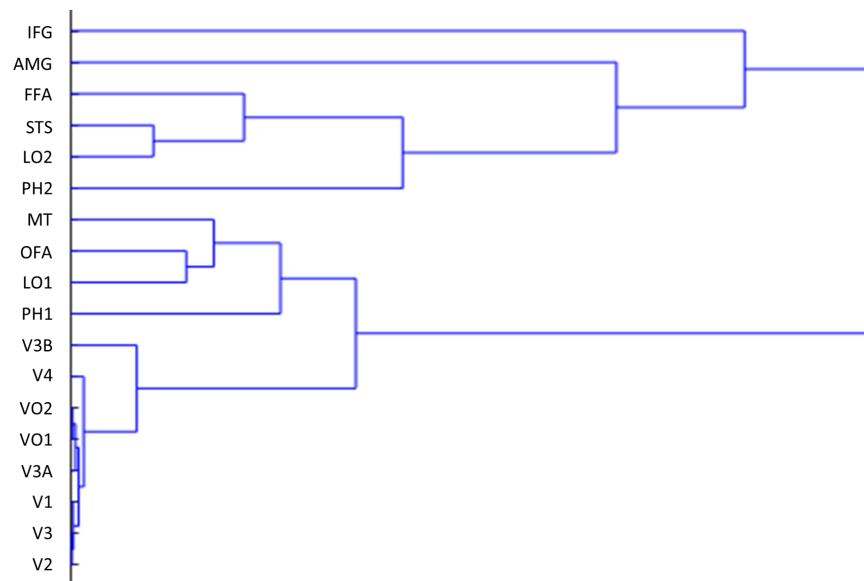 IFG
AMG
FFA
STS
LO2
PH2
MT
OFA
LO1
PH1
V3B
V4
VO2
VO1
V3A
V1
V3
V2